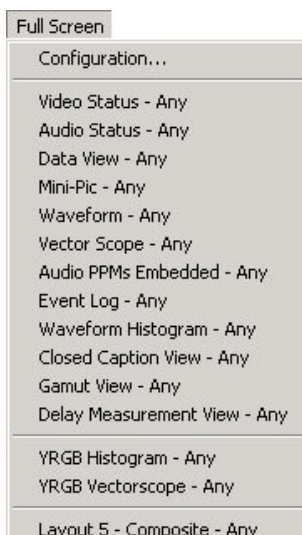 Full Screen
Configuration...
Video Status - Any
Audio Status - Any
Data View - Any
Mini-Pic - Any
Waveform - Any
Vector Scope - Any
Audio PPMs Embedded - Any
Event Log - Any
Waveform Histogram - Any
Closed Caption View - Any
Gamut View - Any
Delay Measurement View - Any
YRGB Histogram - Any
YRGB Vectorscope - Any
Layout 5 - Composite - Any